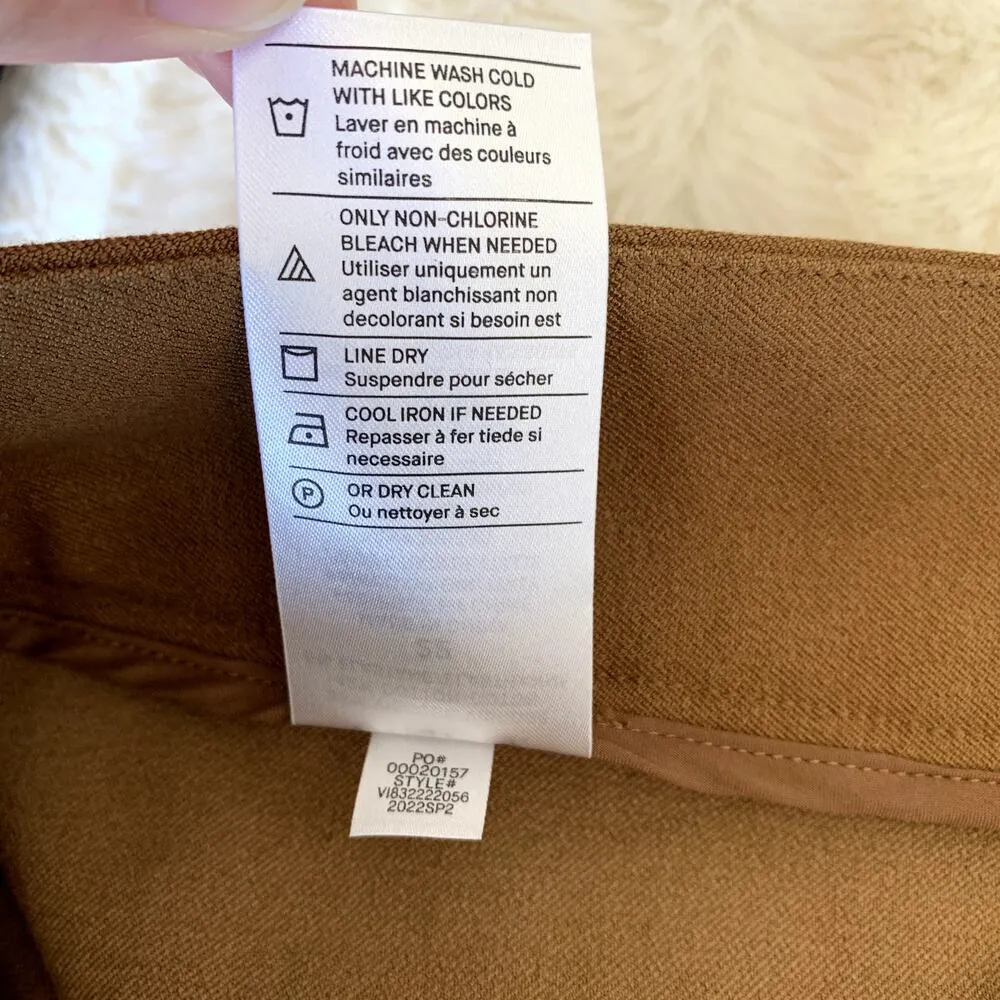 MACHINE WASH COLD
WITH LIKE COLORS
Laver en machine à
froid avec des couleurs
similaires
ONLY NON-CHLORINE
BLEACH WHEN NEEDED
Utiliser uniquement un
agent blanchissant non
decolorant si besoin est
LINE DRY
Suspendre pour sécher
COOL IRON IF NEEDED
Repasser à fer tiede si
necessaire
P
OR DRY CLEAN
Ou nettoyer à sec
PO#
00020157
STYLE#
VI832222056
2022SP2